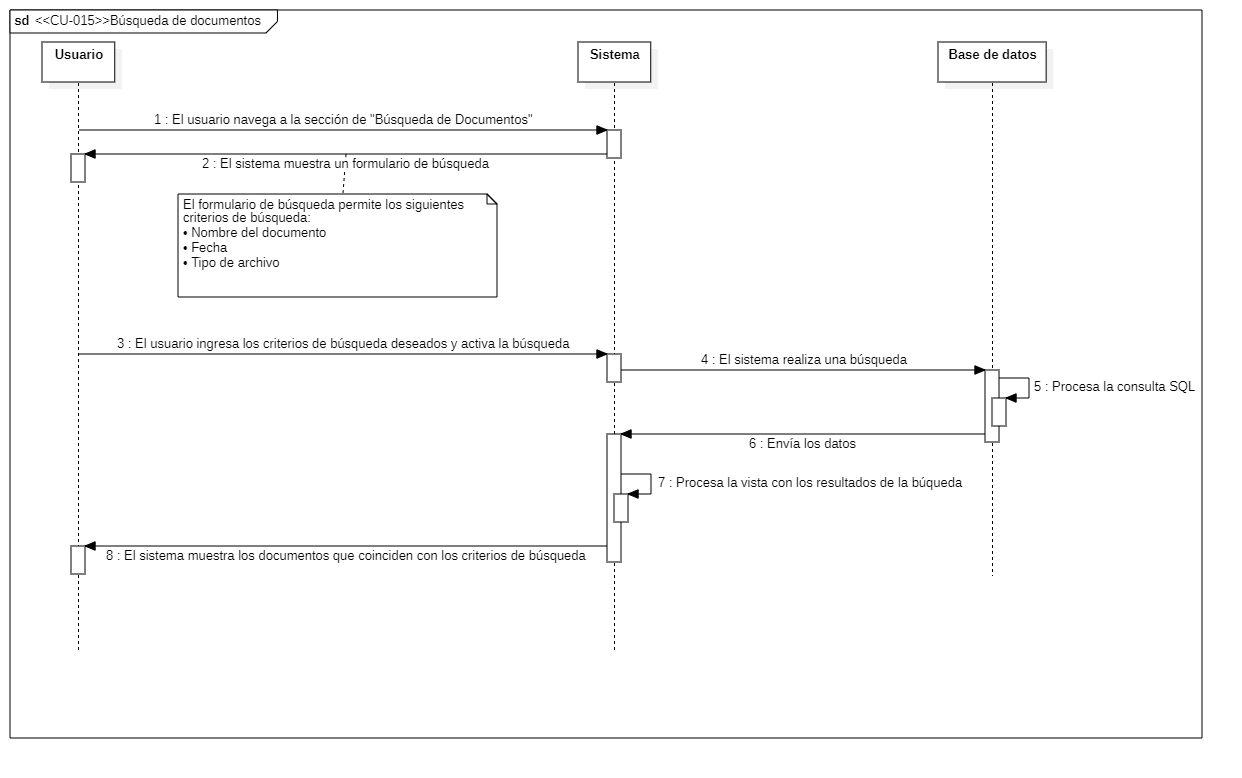 sd <<CU-015>>Búsqueda de documentos
Usuario
Sistema
Base de datos
1 : El usuario navega a la sección de "Búsqueda de Documentos"
2 : El sistema muestra un formulario de búsqueda
El formulario de búsqueda permite los siguientes
criterios de búsqueda:
• Nombre del documento
• Fecha
• Tipo de archivo
3 : El usuario ingresa los criterios de búsqueda deseados y activa la búsqueda
4 : El sistema realiza una búsqueda
5 : Procesa la consulta SQL
6 : Envía los datos
7 : Procesa la vista con los resultados de la búqueda
8 : El sistema muestra los documentos que coinciden con los criterios de búsqueda